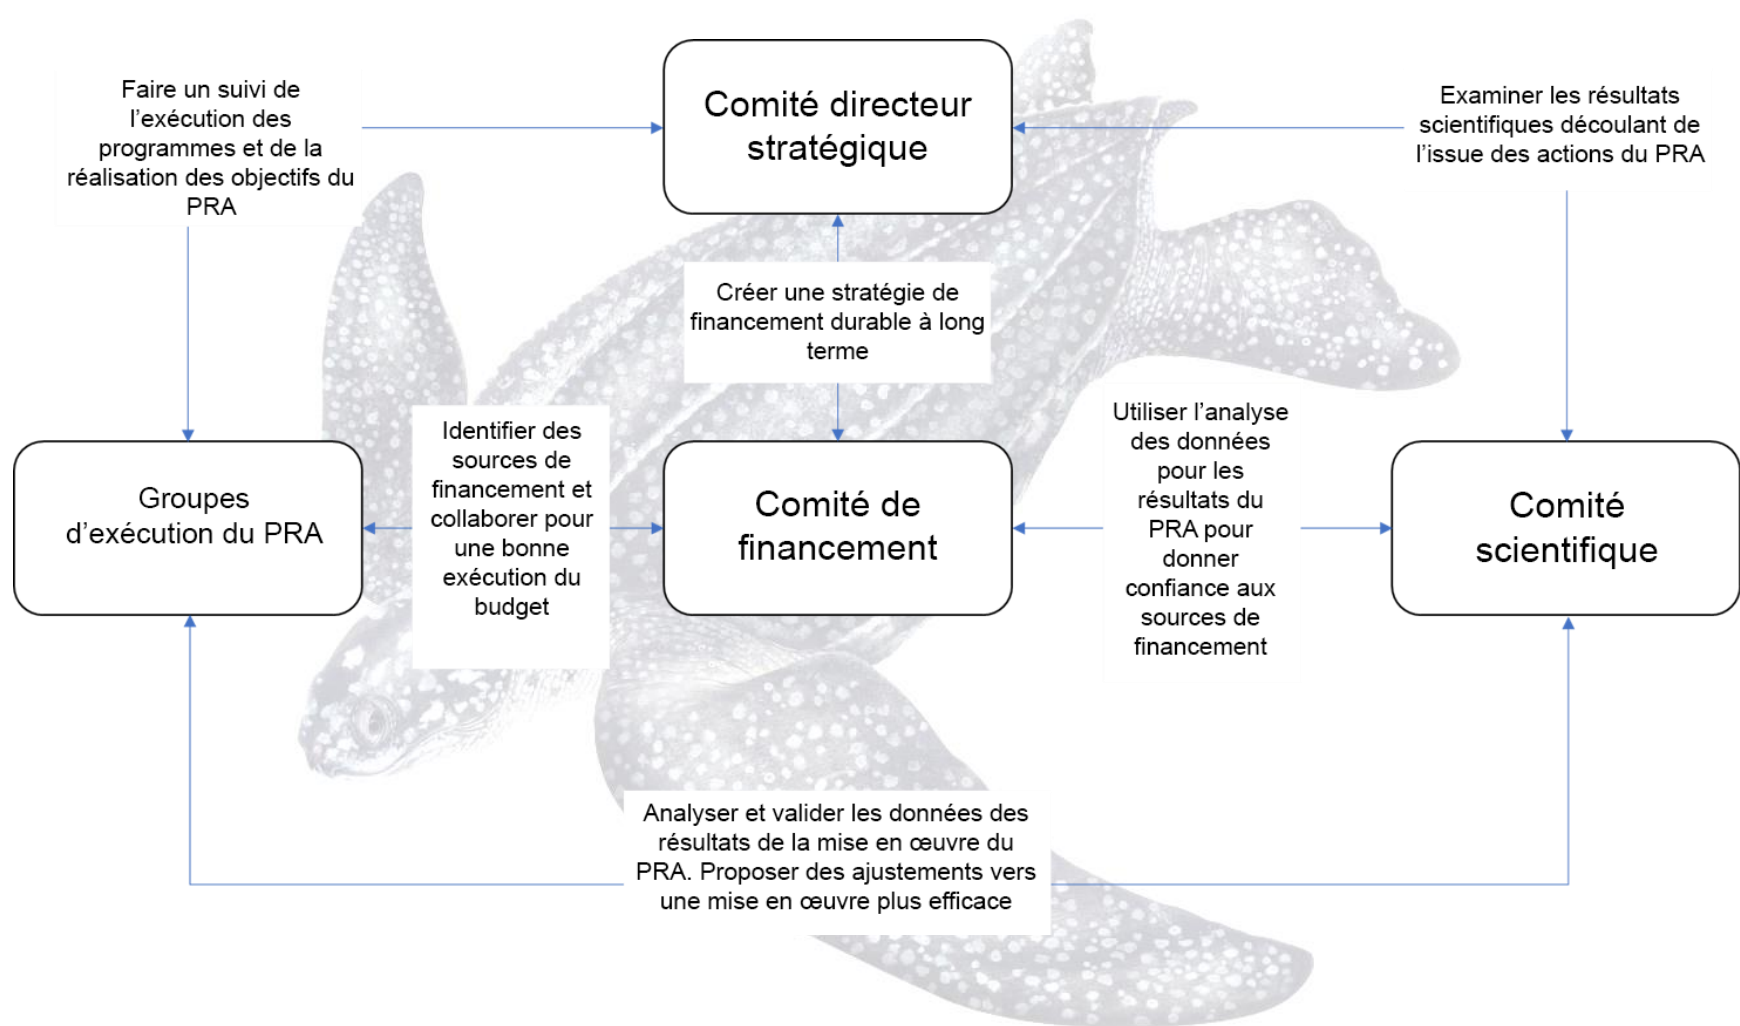 Faire un suivi de
l’exécution des
programmes et de la
réalisation des objectifs du
PRA
Comité directeur
stratégique
Examiner les résultats
scientifiques découlant de
l’issue des actions du PRA
Créer une stratégie de
financement durable à long
terme
Groupes
d’exécution du PRA
Identifier des
sources de
financement et
collaborer pour
une bonne
exécution du
budget
Comité de
financement
Utiliser l’analyse
des données
pour les
résultats du
PRA pour
donner
confiance aux
sources de
financement
Comité
scientifique
Analyser et valider les données des
résultats de la mise en œuvre du
PRA. Proposer des ajustements vers
une mise en œuvre plus efficace